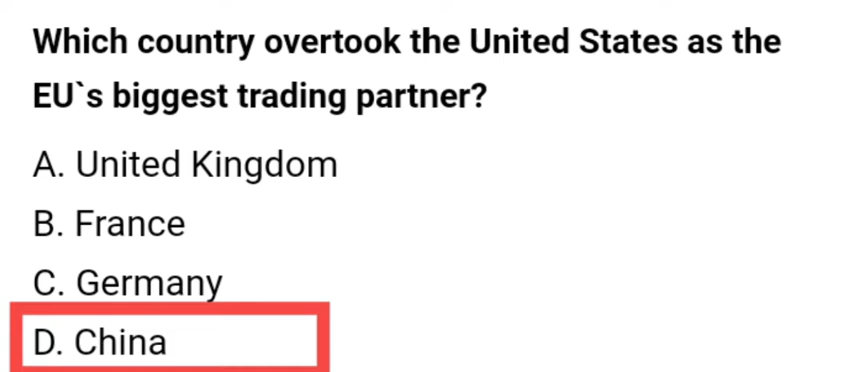 Which country overtook the United States as the
EU`s biggest trading partner?
A. United Kingdom
B. France
C. Germany
D. China